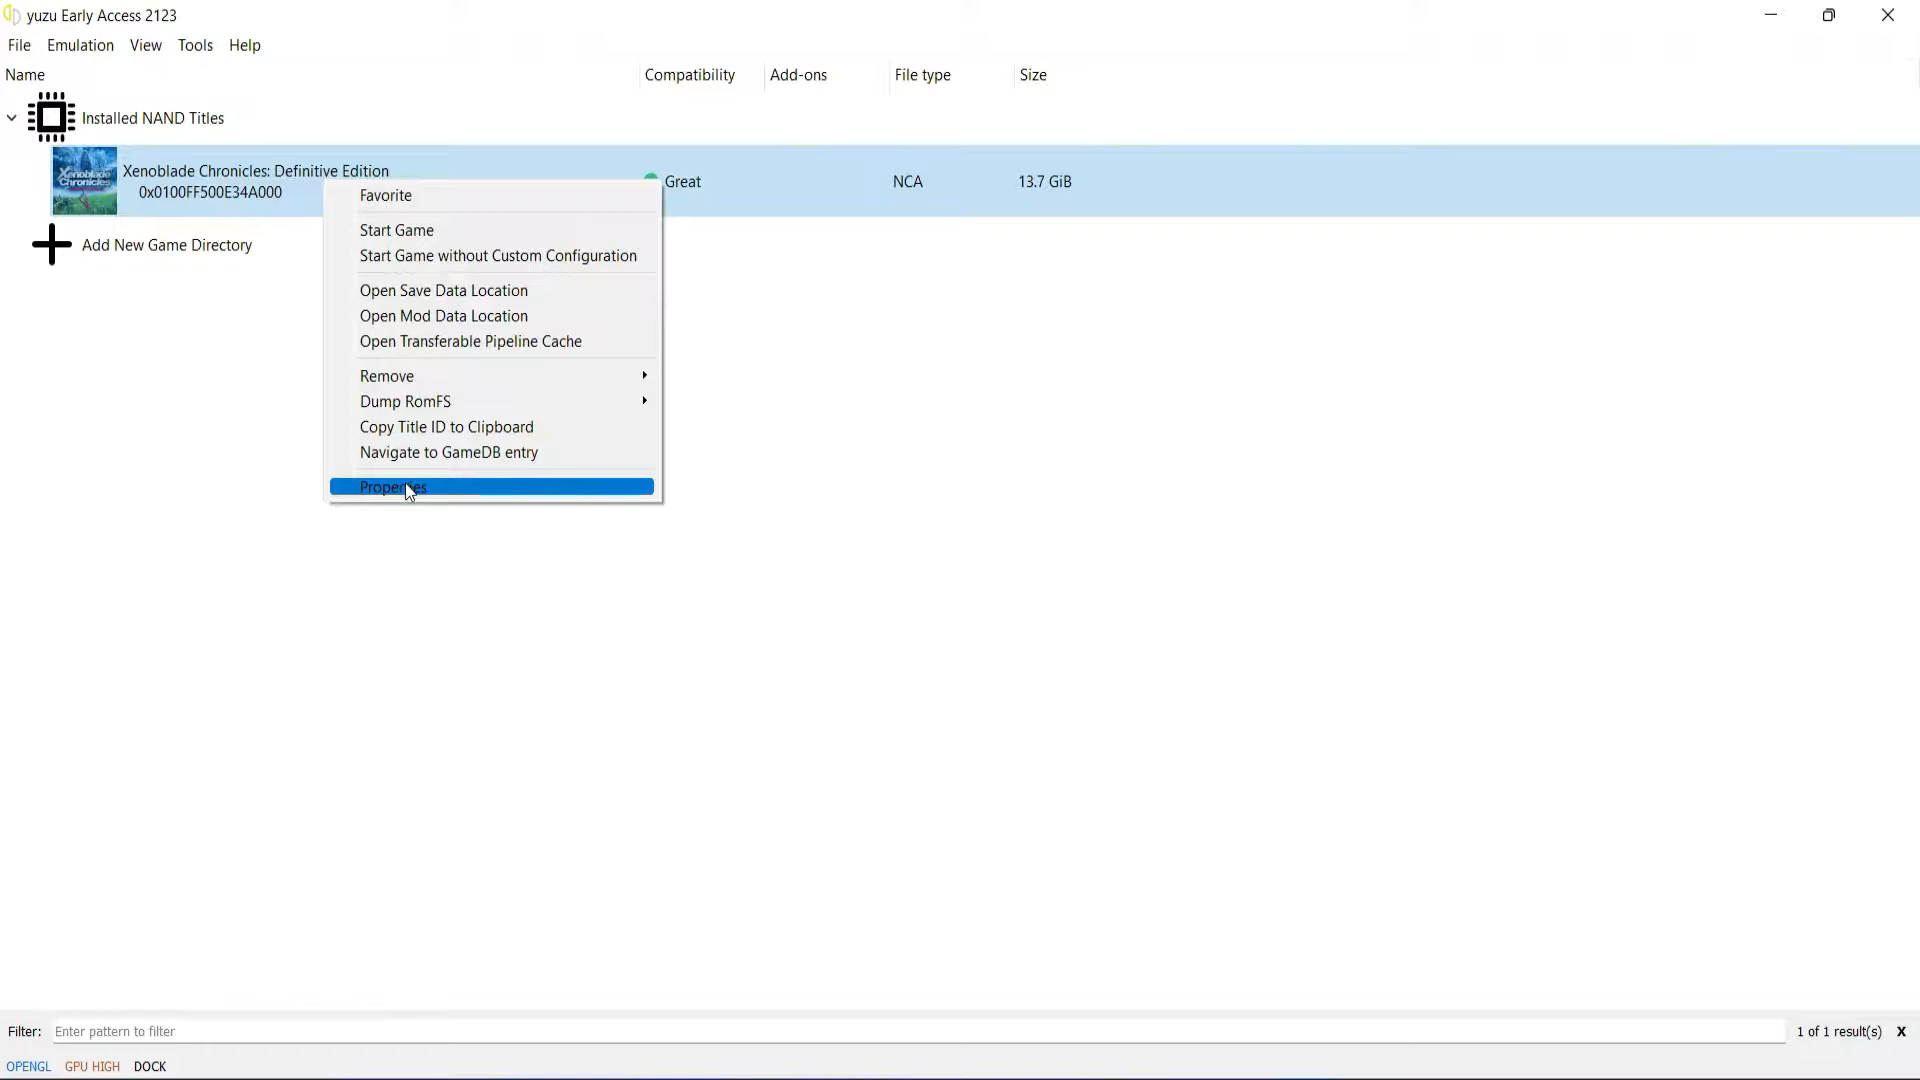 yuzu Early Access 2123
File Emulation View Tools Help
Name Compatibility Add-ons File type Size
Installed NAND Titles
Xenoblade Chronicles
Xenoblade Chronicles: Definitive Edition
0x0100FF500E34A000
Great NCA 13.7 GiB
Add New Game Directory
Favorite
Start Game
Start Game without Custom Configuration
Open Save Data Location
Open Mod Data Location
Open Transferable Pipeline Cache
Remove
Dump RomFS
Copy Title ID to Clipboard
Navigate to GameDB entry
Properties
Filter: Enter pattern to filter 1 of 1 result(s) X
OPENGL GPU HIGH DOCK